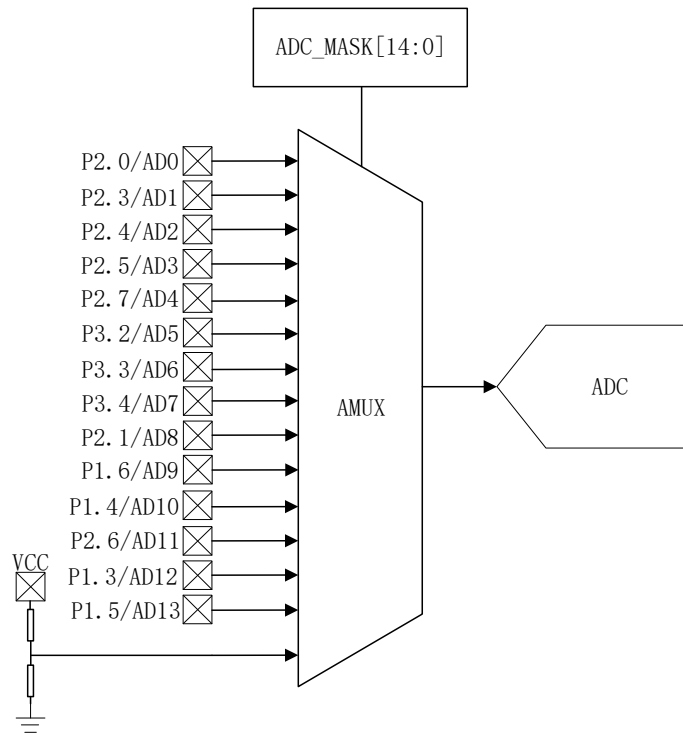 ADC_MASK[14:0]
P2.0/AD0
P2.3/AD1
P2.4/AD2
P2.5/AD3
P2.7/AD4
P3.2/AD5
P3.3/AD6
P3.4/AD7
P2.1/AD8
P1.6/AD9
P1.4/AD10
P2.6/AD11
P1.3/AD12
P1.5/AD13
VCC
AMUX
ADC